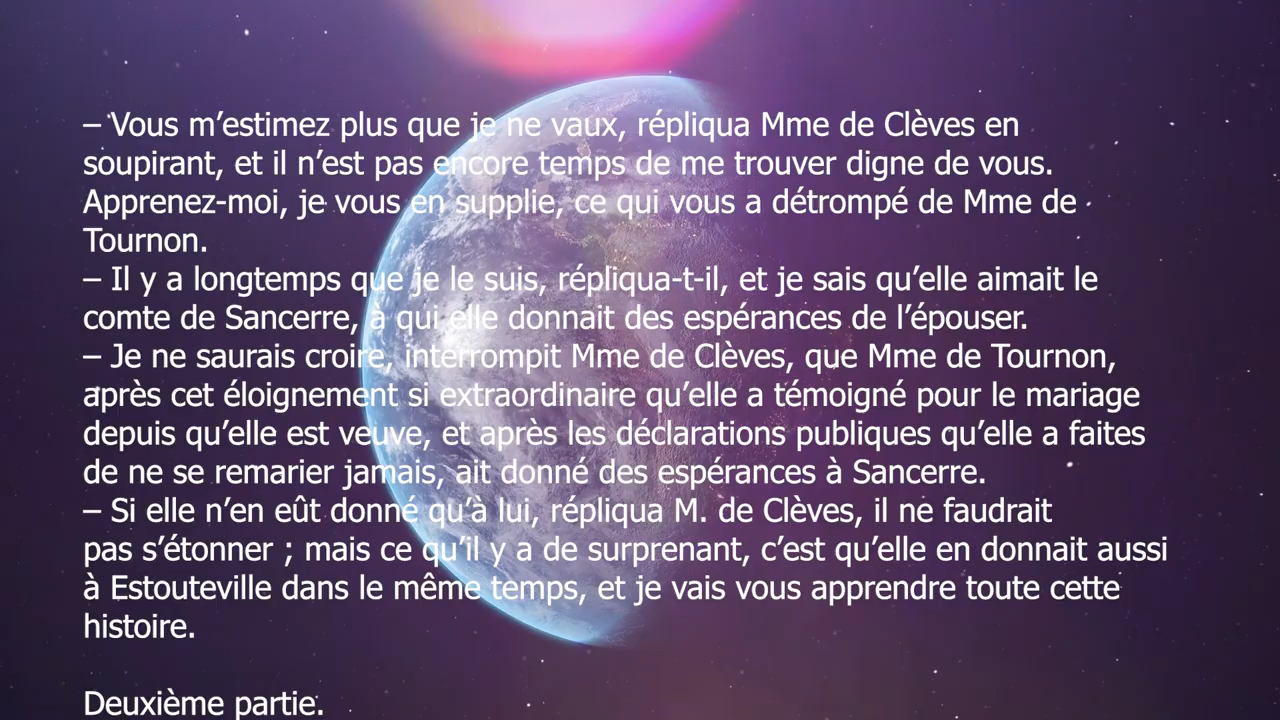 – Vous m’estimez plus que je ne vaux, répliqua Mme de Clèves en
soupirant, et il n’est pas encore temps de me trouver digne de vous.
Apprenez-moi, je vous en supplie, ce qui vous a détrompé de Mme de
Tournon.
– Il y a longtemps que je le suis, répliqua-t-il, et je sais qu’elle aimait le
comte de Sancerre, à qui elle donnait des espérances de l’épouser.
– Je ne saurais croire, interrompit Mme de Clèves, que Mme de Tournon,
après cet éloignement si extraordinaire qu’elle a témoigné pour le mariage
depuis qu’elle est veuve, et après les déclarations publiques qu’elle a faites
de ne se remarier jamais, ait donné des espérances à Sancerre.
– Si elle n’en eût donné qu’à lui, répliqua M. de Clèves, il ne faudrait
pas s’étonner ; mais ce qu’il y a de surprenant, c’est qu’elle en donnait aussi
à Estouteville dans le même temps, et je vais vous apprendre toute cette
histoire.
Deuxième partie.